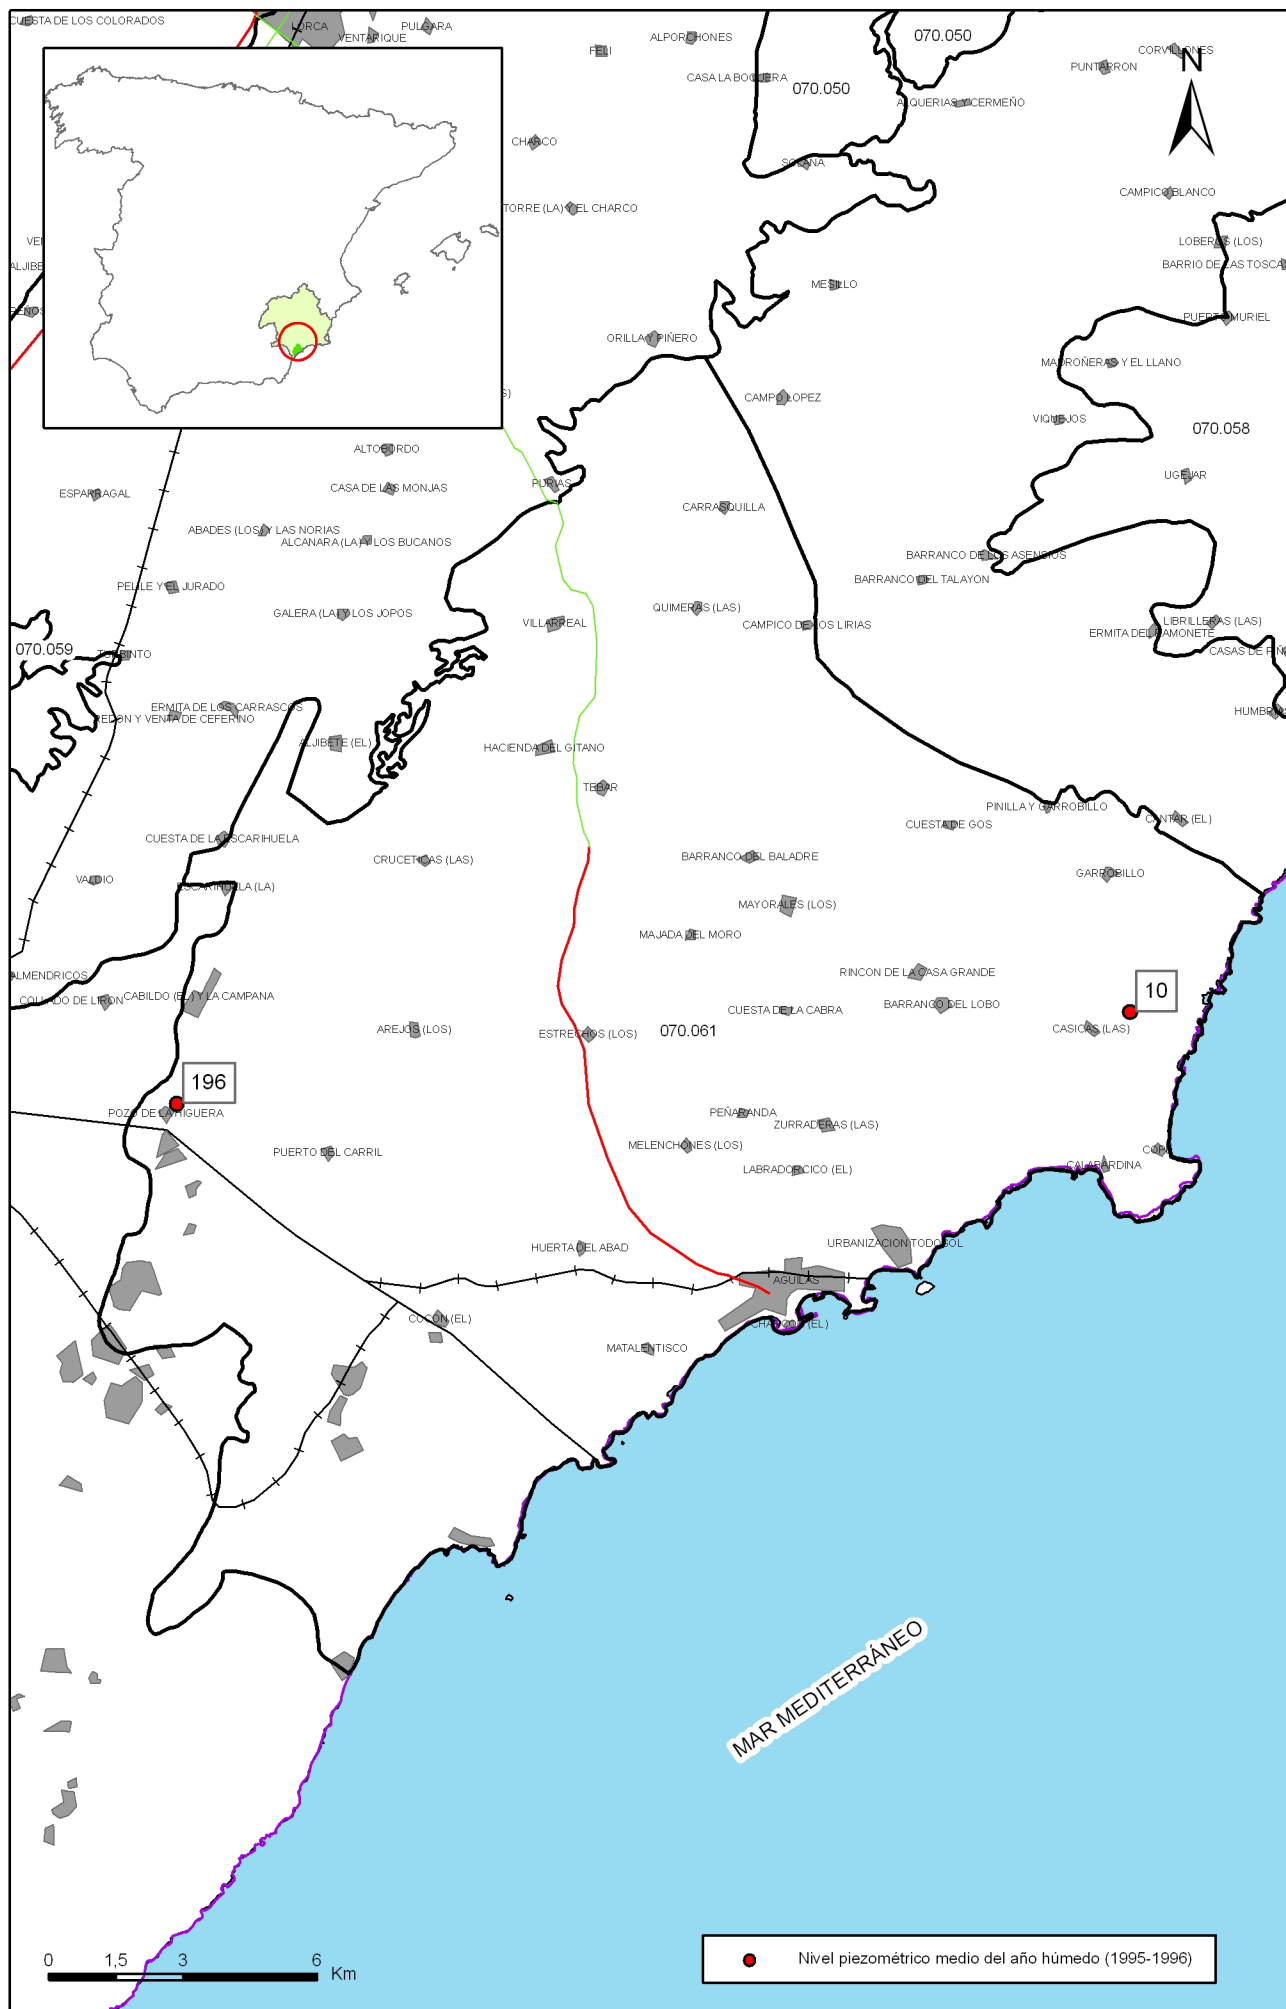 CUESTA DE LOS COLORADOS
LORCA
PULGARA
VENTARIQUE
FELI
ALPORCHONES
070.050
CORVILLONES
PUNTARRON
N
CASA LA BOQUERA
070.050
ALQUERIAS Y CERMEÑO
CHARCO
SOLANA
CAMPICO BLANCO
TORRE (LA) Y EL CHARCO
LOBEROS (LOS)
BARRIO DE LAS TOSCAS
MESILLO
PUERTO MURIEL
ORILLA Y PIÑERO
MADROÑERAS Y EL LLANO
CAMPO LOPEZ
VIQUEJOS
070.058
ALTOBORDO
UGEJAR
ESPARRAGAL
CASA DE LAS MONJAS
PURIAS
CARRASQUILLA
ABADES (LOS) Y LAS NORIAS
ALCANARA (LA) Y LOS BUCANOS
BARRANCO DE LOS ASENSIOS
BARRANCO DEL TALAYON
PELILE Y EL JURADO
GALERA (LA) Y LOS JOPOS
VILLARREAL
QUIMERAS (LAS)
CAMPICO DE LOS LIRIAS
LIBRILLERAS (LAS)
ERMITA DEL RAMONETE
070.059
ERMITA DE LOS CARRASCOS
REDON Y VENTA DE CEFERINO
ALJIBETE (EL)
HACIENDA DEL GITANO
TEBAR
PINILLA Y GARROBILLO
CANTAR (EL)
CUESTA DE GOS
CUESTA DE LA ESCARIHUELA
CRUCETICAS (LAS)
BARRANCO DEL BALADRE
VALDIO
ESCARIHUELA (LA)
GARROBILLO
MAYORALES (LOS)
MAJADA DEL MORO
ALMENDRICOS
RINCON DE LA CASA GRANDE
COLLADO DE LIRON
CABILDO (EL) Y LA CAMPANA
BARRANCO DEL LOBO
CUESTA DE LA CABRA
10
AREJOS (LOS)
ESTRECHOS (LOS)
070.061
CASICAS (LAS)
196
POZO DE LA HIGUERA
PEÑARANDA
ZURRADERAS (LAS)
PUERTO DEL CARRIL
MELENCHONES (LOS)
LABRADORCICO (EL)
COPE
CALABARDINA
HUERTA DEL ABAD
URBANIZACION TODOSOL
AGUILAS
COCON (EL)
MATALENTISCO
MAR MEDITERRÁNEO
0 1,5 3 6
Km
Nivel piezométrico medio del año húmedo (1995-1996)